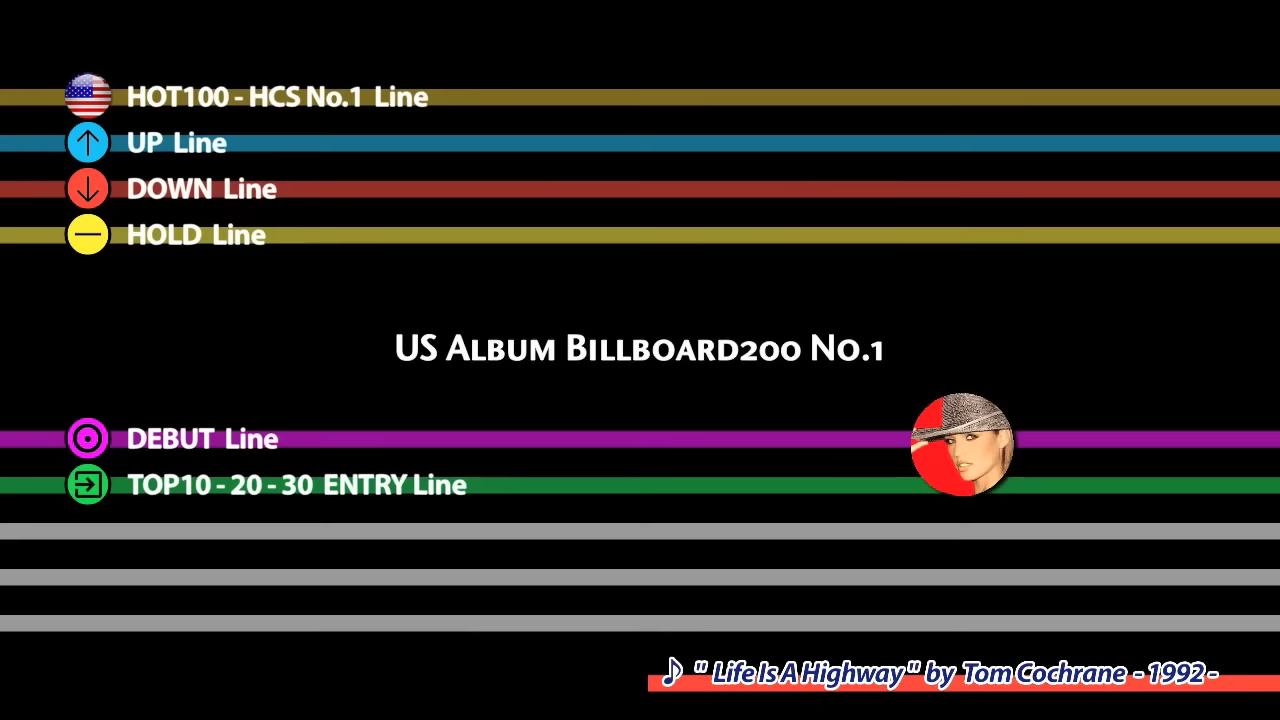 HOT100 - HCS No.1 Line
UP Line
DOWN Line
HOLD Line
US Album Billboard200 No.1
DEBUT Line
TOP10 - 20 - 30 ENTRY Line
♪ " Life Is A Highway " by Tom Cochrane - 1992 -